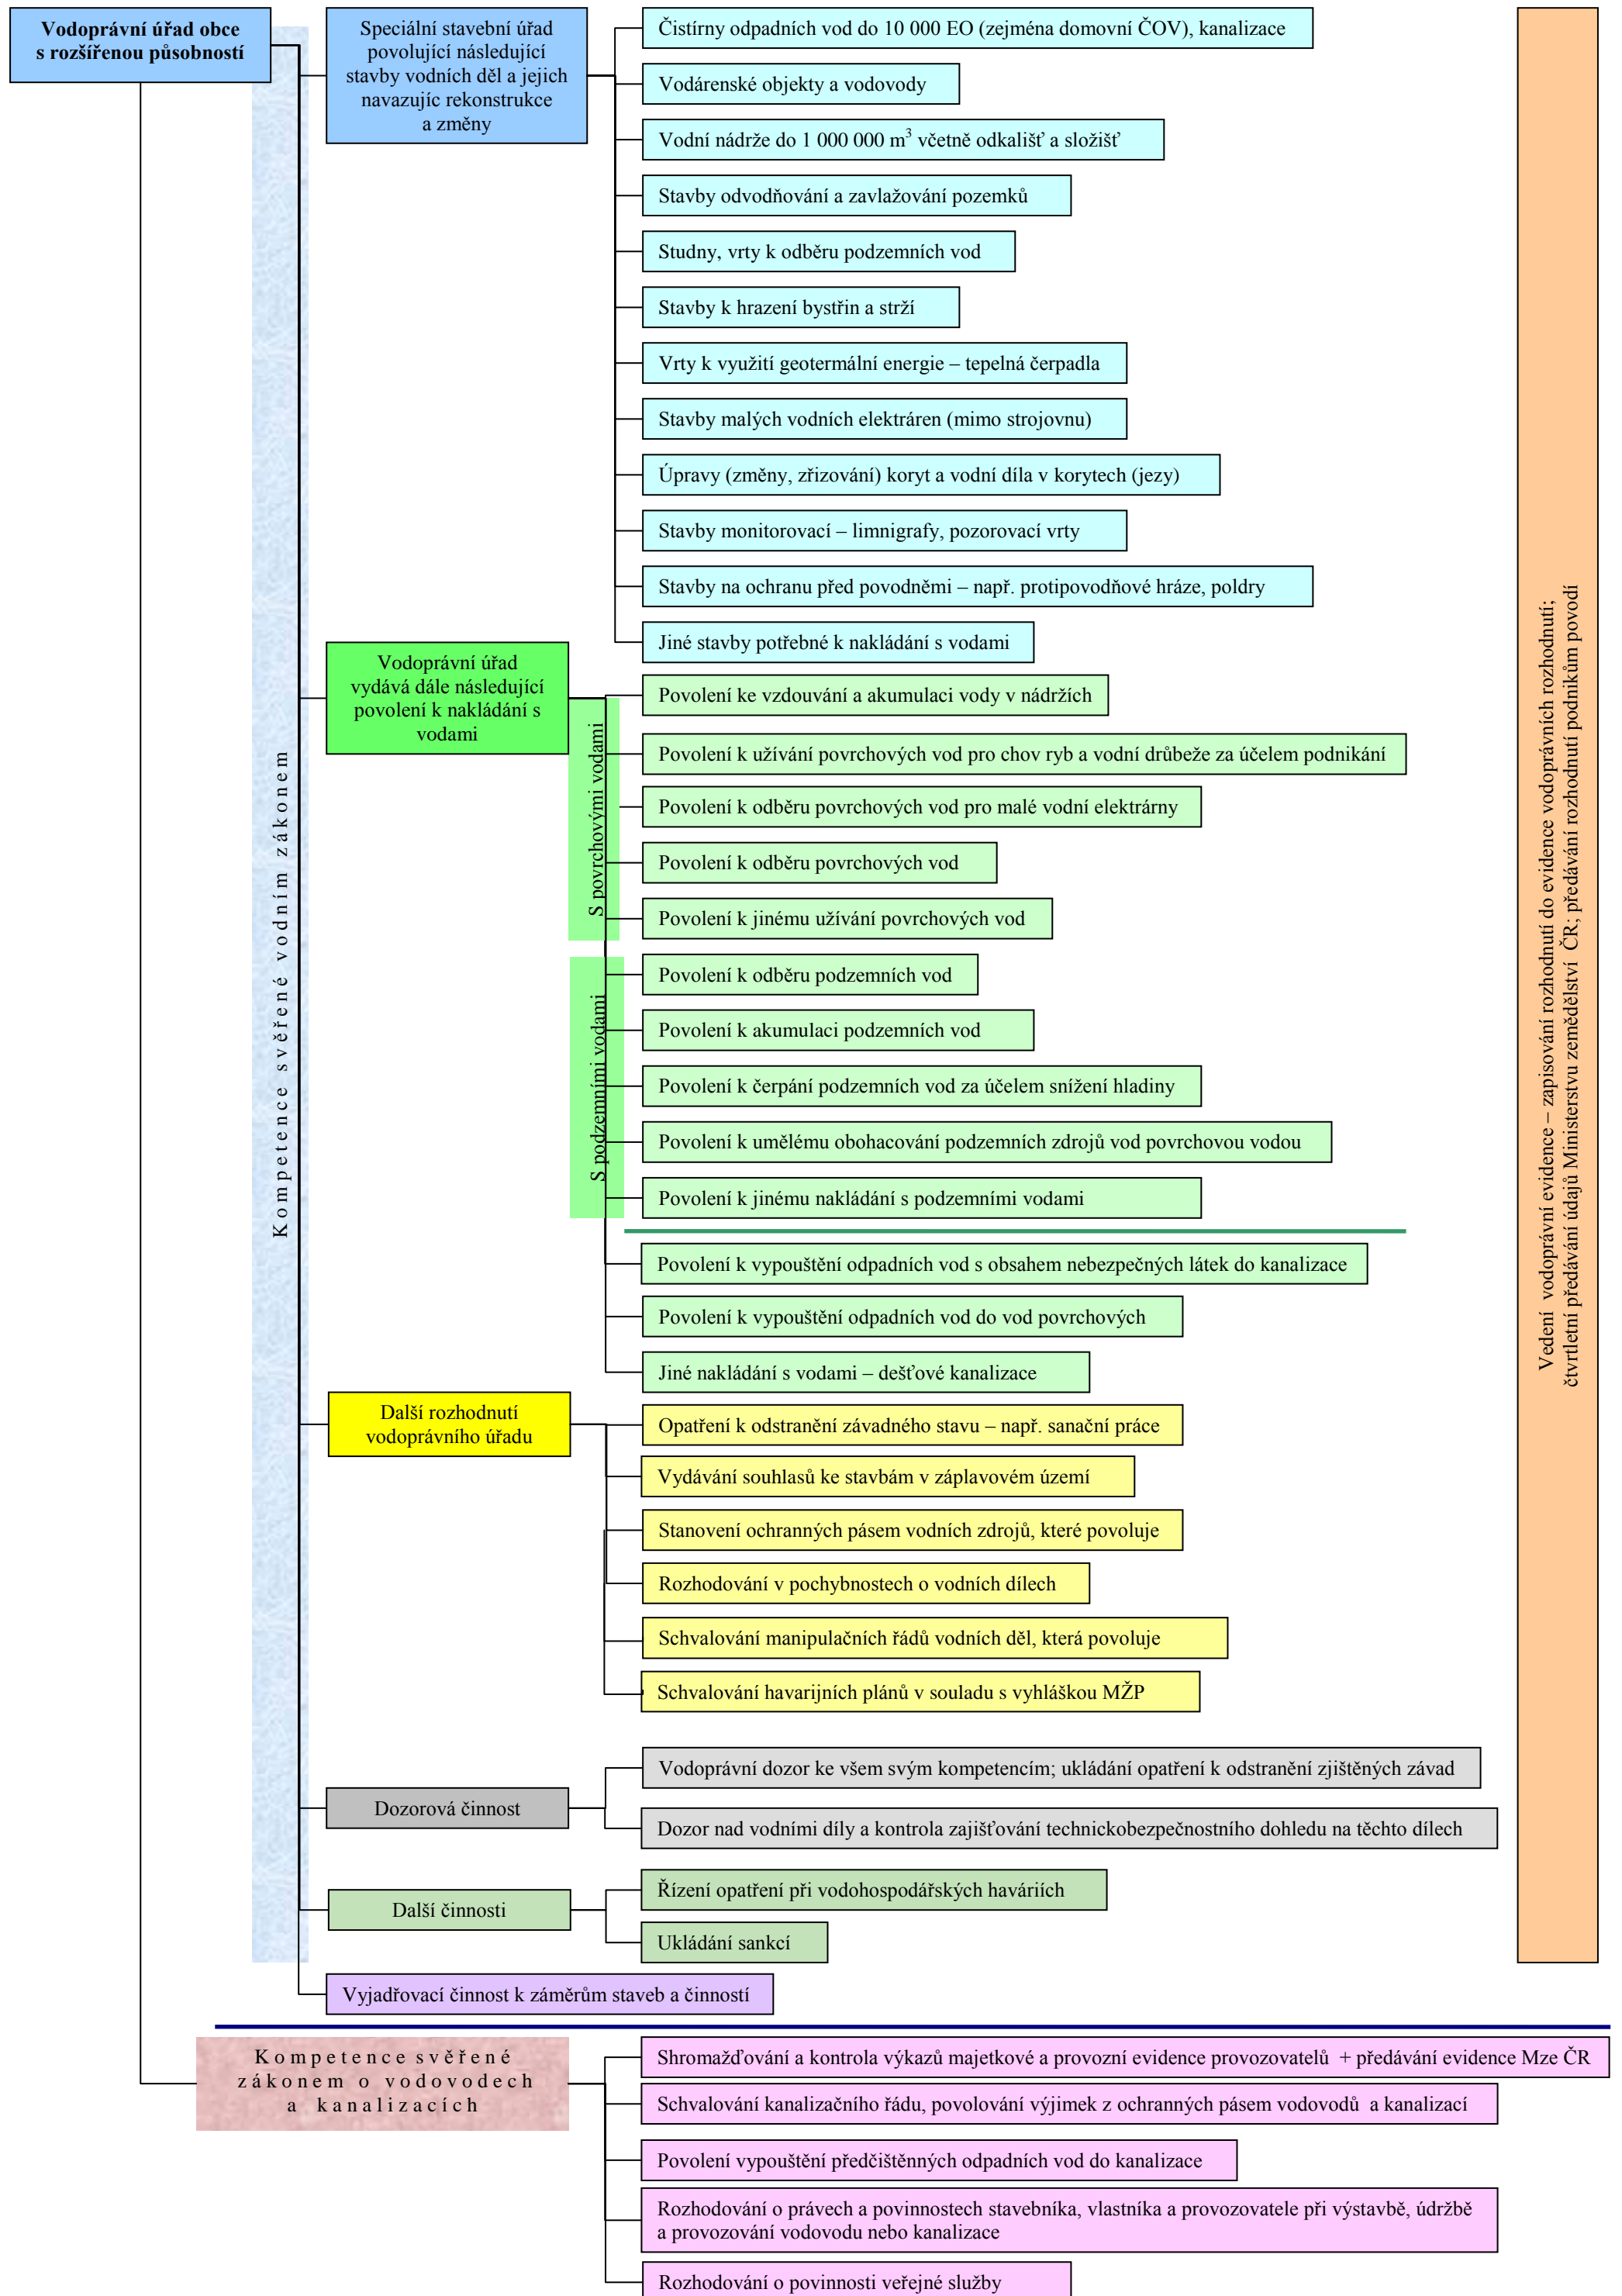 Vodoprávní úřad obce
s rozšířenou působností
Speciální stavební úřad
povolující následující
stavby vodních děl a jejich
navazujíc rekonstrukce
a změny
Čistírny odpadních vod do 10 000 EO (zejména domovní ČOV), kanalizace
Vodárenské objekty a vodovody
Vodní nádrže do 1 000 000 m³ včetně odkališť a složišť
Stavby odvodňování a zavlažování pozemků
Studny, vrty k odběru podzemních vod
Stavby k hrazení bystřin a strží
Vrty k využití geotermální energie – tepelná čerpadla
Stavby malých vodních elektráren (mimo strojovnu)
Úpravy (změny, zřizování) koryt a vodní díla v korytech (jezy)
Stavby monitorovací – limnigrafy, pozorovací vrty
Stavby na ochranu před povodněmi – např. protipovodňové hráze, poldry
Jiné stavby potřebné k nakládání s vodami
Kompetence svěřené vodním zákonem
Vodoprávní úřad
vydává dále následující
povolení k nakládání s
vodami
S povrchovými vodami
Povolení ke vzdouvání a akumulaci vody v nádržích
Povolení k užívání povrchových vod pro chov ryb a vodní drůbeže za účelem podnikání
Povolení k odběru povrchových vod pro malé vodní elektrárny
Povolení k odběru povrchových vod
Povolení k jinému užívání povrchových vod
S podzemními vodami
Povolení k odběru podzemních vod
Povolení k akumulaci podzemních vod
Povolení k čerpání podzemních vod za účelem snížení hladiny
Povolení k umělému obohacování podzemních zdrojů vod povrchovou vodou
Povolení k jinému nakládání s podzemními vodami
Povolení k vypouštění odpadních vod s obsahem nebezpečných látek do kanalizace
Povolení k vypouštění odpadních vod do vod povrchových
Jiné nakládání s vodami – dešťové kanalizace
Další rozhodnutí
vodoprávního úřadu
Opatření k odstranění závadného stavu – např. sanační práce
Vydávání souhlasů ke stavbám v záplavovém území
Stanovení ochranných pásem vodních zdrojů, které povoluje
Rozhodování v pochybnostech o vodních dílech
Schvalování manipulačních řádů vodních děl, která povoluje
Schvalování havarijních plánů v souladu s vyhláškou MŽP
Dozorová činnost
Vodoprávní dozor ke všem svým kompetencím; ukládání opatření k odstranění zjištěných závad
Dozor nad vodními díly a kontrola zajišťování technickobezpečnostního dohledu na těchto dílech
Další činnosti
Řízení opatření při vodohospodářských haváriích
Ukládání sankcí
Vyjadřovací činnost k záměrům staveb a činností
Vedení vodoprávní evidence – zapisování rozhodnutí do evidence vodoprávních rozhodnutí;
čtvrtletní předávání údajů Ministerstvu zemědělství ČR; předávání rozhodnutí podnikům povodí
Kompetence svěřené
zákonem o vodovodech
a kanalizacích
Shromažďování a kontrola výkazů majetkové a provozní evidence provozovatelů + předávání evidence Mze ČR
Schvalování kanalizačního řádu, povolování výjimek z ochranných pásem vodovodů a kanalizací
Povolení vypouštění předčištěnných odpadních vod do kanalizace
Rozhodování o právech a povinnostech stavebníka, vlastníka a provozovatele při výstavbě, údržbě
a provozování vodovodu nebo kanalizace
Rozhodování o povinnosti veřejné služby